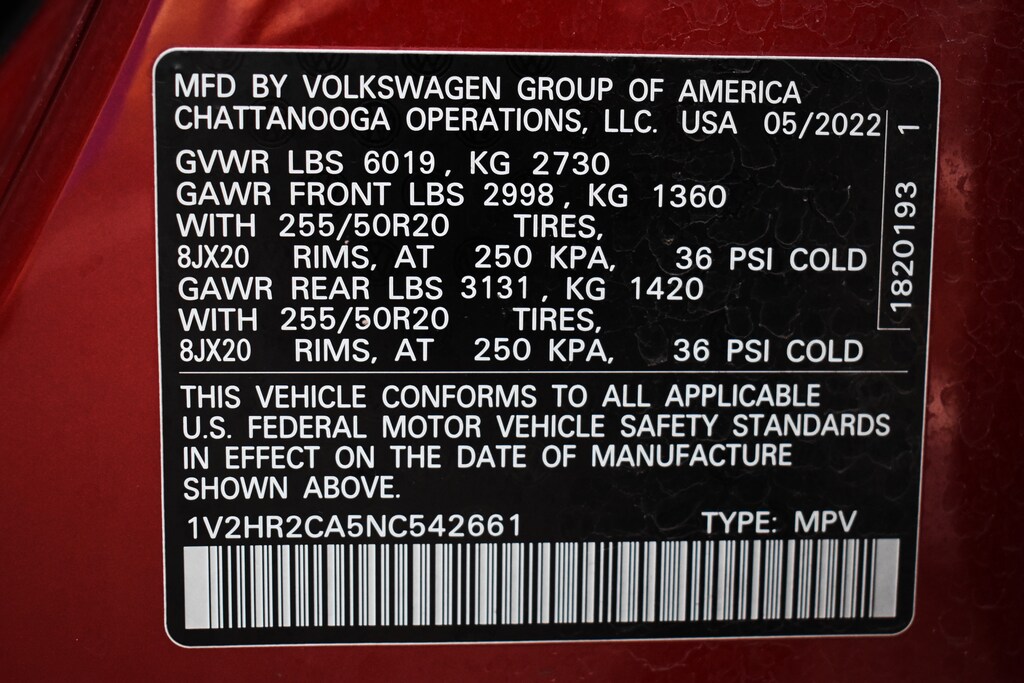 MFD BY VOLKSWAGEN GROUP OF AMERICA
CHATTANOOGA OPERATIONS, LLC. USA 05/2022
GVWR LBS 6019, KG 2730
GAWR FRONT LBS 2998, KG 1360
WITH 255/50R20 TIRES,
8JX20 RIMS, AT 250 KPA, 36 PSI COLD
GAWR REAR LBS 3131, KG 1420
WITH 255/50R20 TIRES,
8JX20 RIMS, AT 250 KPA, 36 PSI COLD
1820193 1
THIS VEHICLE CONFORMS TO ALL APPLICABLE
U.S. FEDERAL MOTOR VEHICLE SAFETY STANDARDS
IN EFFECT ON THE DATE OF MANUFACTURE
SHOWN ABOVE.
1V2HR2CA5NC542661 TYPE: MPV